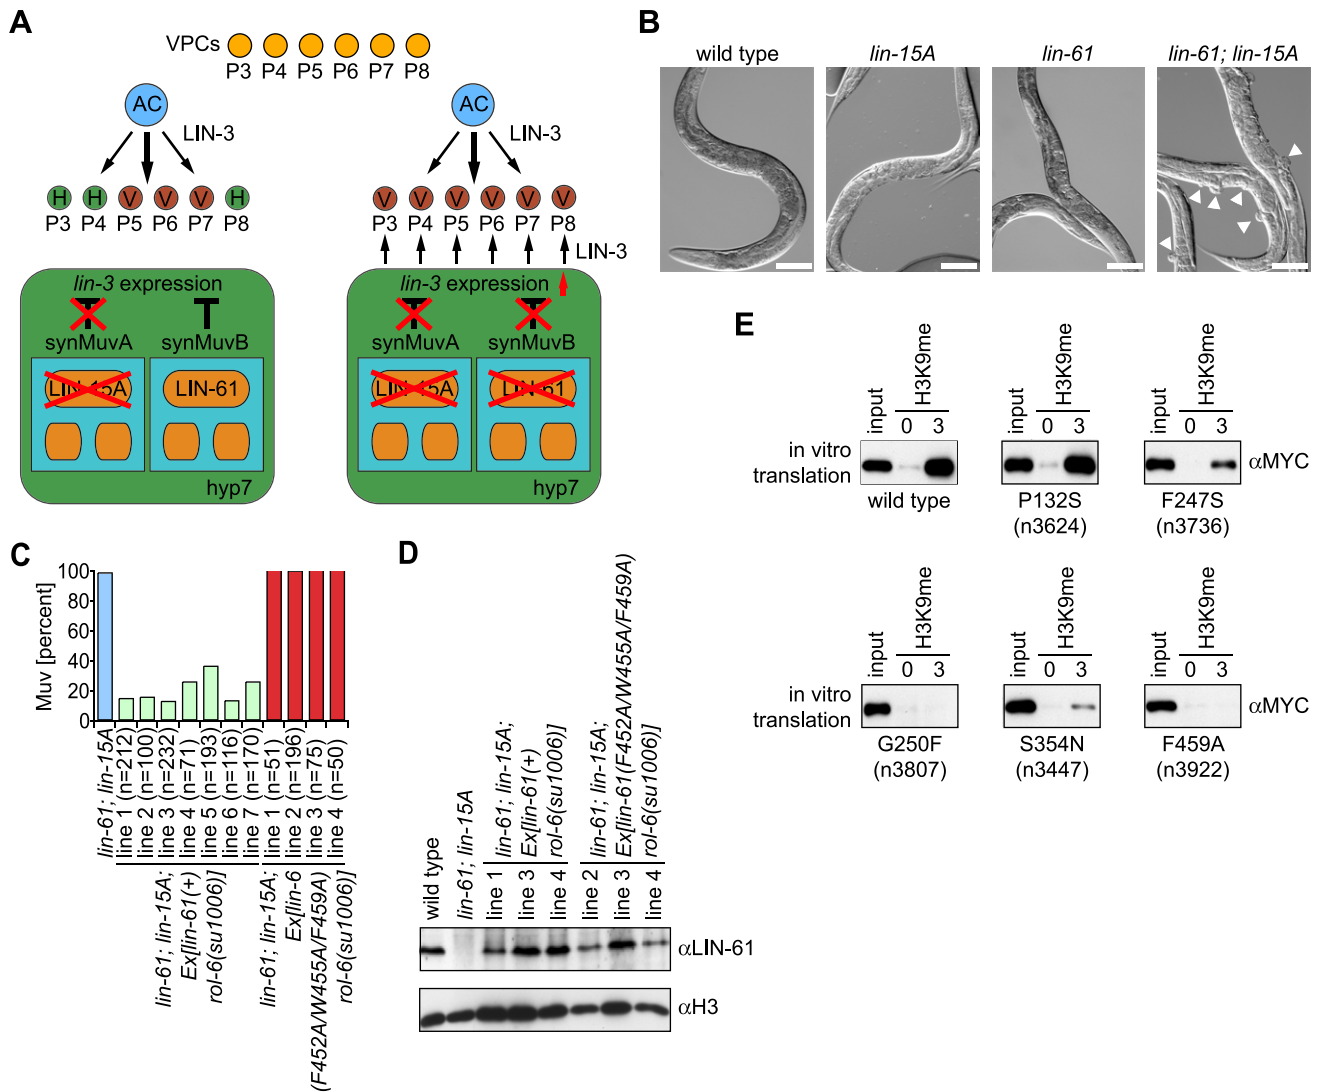 A
VPCs
P3 P4 P5 P6 P7 P8
AC
LIN-3
H H V V V H
P3 P4 P5 P6 P7 P8
lin-3 expression
synMuvA synMuvB
LIN-15A LIN-61
hyp7
AC
LIN-3
V V V V V V
P3 P4 P5 P6 P7 P8
LIN-3
lin-3 expression
synMuvA synMuvB
LIN-15A LIN-61
hyp7
B
wild type lin-15A lin-61 lin-61; lin-15A
C
Muv [percent]
100
80
60
40
20
0
lin-61; lin-15A
line 1 (n=212)
line 2 (n=100)
line 3 (n=232)
line 4 (n=71)
line 5 (n=193)
line 6 (n=116)
line 7 (n=170)
line 1 (n=51)
line 2 (n=196)
line 3 (n=75)
line 4 (n=50)
lin-61; lin-15A;
Ex[lin-61(+)
rol-6(su1006)]
lin-61; lin-15A;
Ex[lin-6
(F452A/W455A/F459A)
rol-6(su1006)]
D
wild type
lin-61; lin-15A
line 1
line 3
line 4
lin-61; lin-15A;
Ex[lin-61(+)
rol-6(su1006)]
line 2
line 3
line 4
lin-61; lin-15A;
Ex[lin-61(F452A/W455A/F459A)
rol-6(su1006)]
αLIN-61
αH3
E
input
H3K9me
0 3
input
H3K9me
0 3
input
H3K9me
0 3
in vitro
translation
αMYC
wild type
P132S
(n3624)
F247S
(n3736)
input
H3K9me
0 3
input
H3K9me
0 3
input
H3K9me
0 3
in vitro
translation
αMYC
G250F
(n3807)
S354N
(n3447)
F459A
(n3922)